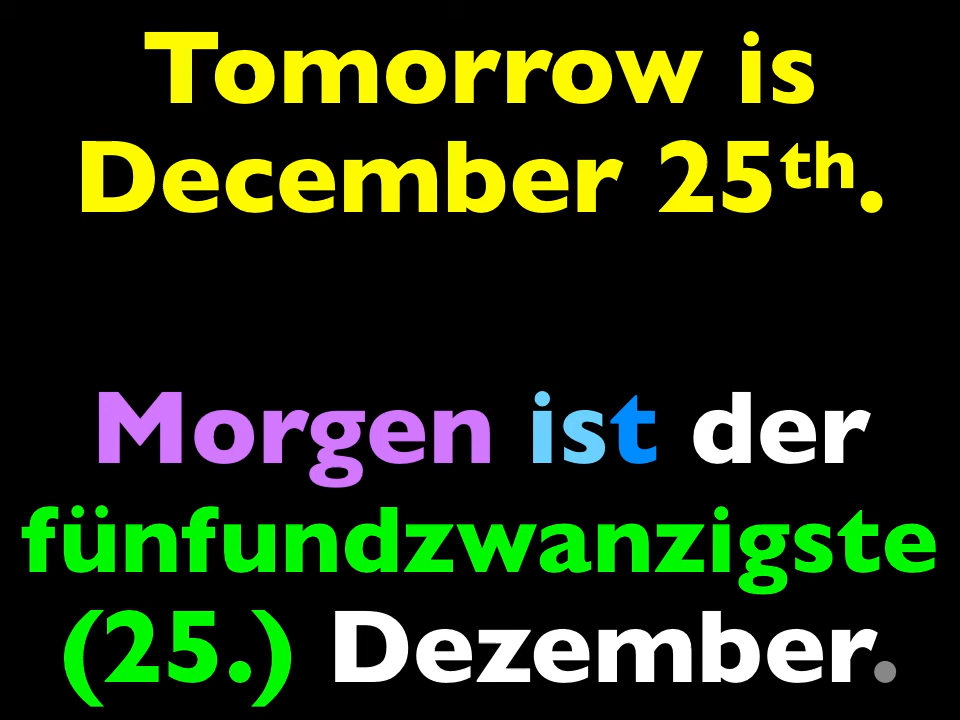 Tomorrow is
December 25th.
Morgen ist der
fünfundzwanzigste
(25.) Dezember.